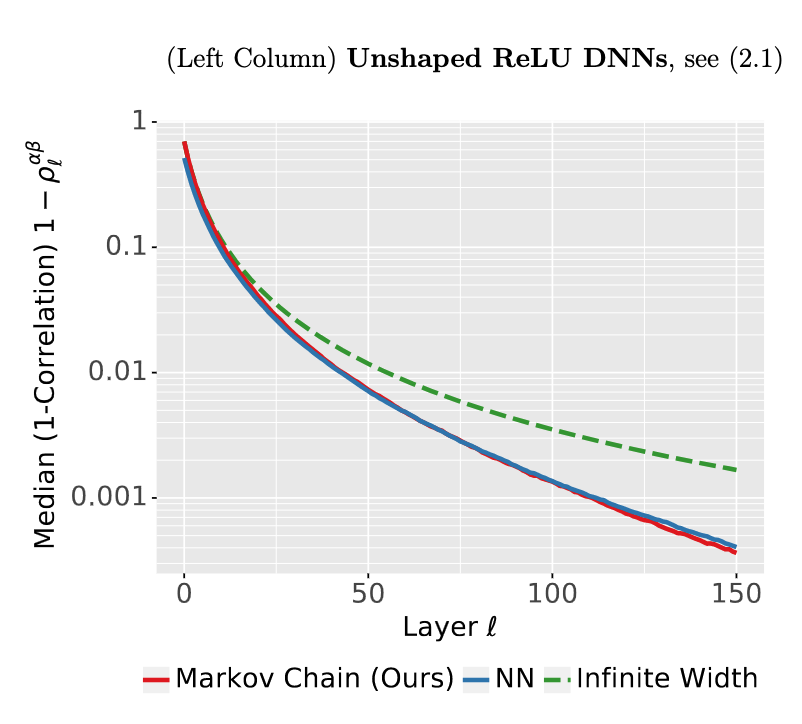 (Left Column) Unshaped ReLU DNNs, see (2.1)
Median (1-Correlation) 1 − ρ_ℓ^{αβ}
1
0.1
0.01
0.001
0 50 100 150
Layer ℓ
Markov Chain (Ours) NN Infinite Width